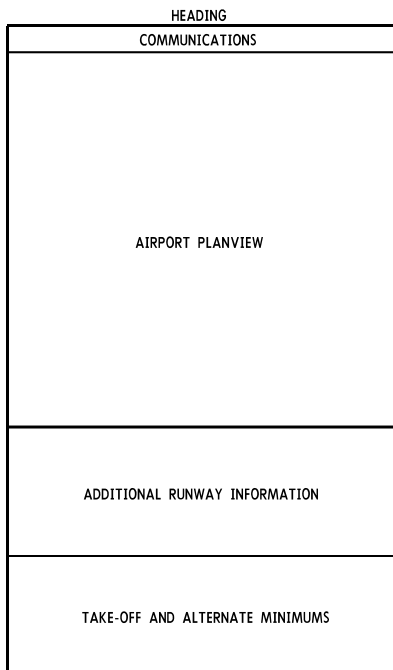 HEADING
COMMUNICATIONS
AIRPORT PLANVIEW
ADDITIONAL RUNWAY INFORMATION
TAKE-OFF AND ALTERNATE MINIMUMS